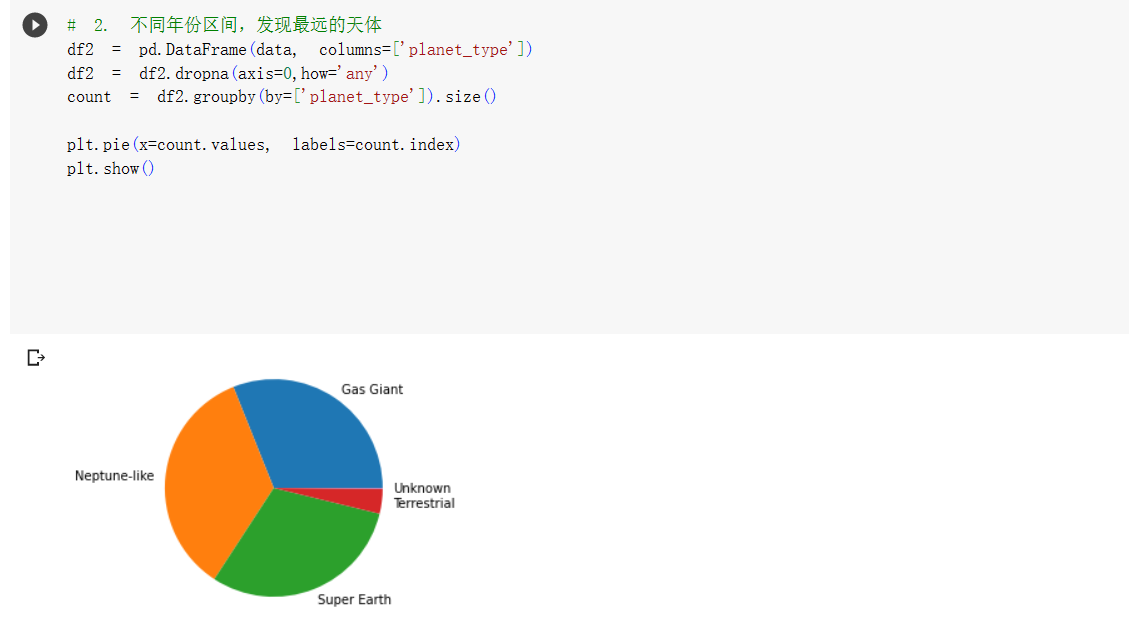 # 2. 不同年份区间，发现最远的天体
df2 = pd.DataFrame(data, columns=['planet_type'])
df2 = df2.dropna(axis=0,how='any')
count = df2.groupby(by=['planet_type']).size()
plt.pie(x=count.values, labels=count.index)
plt.show()
Gas Giant
Neptune-like
Unknown
Terrestrial
Super Earth